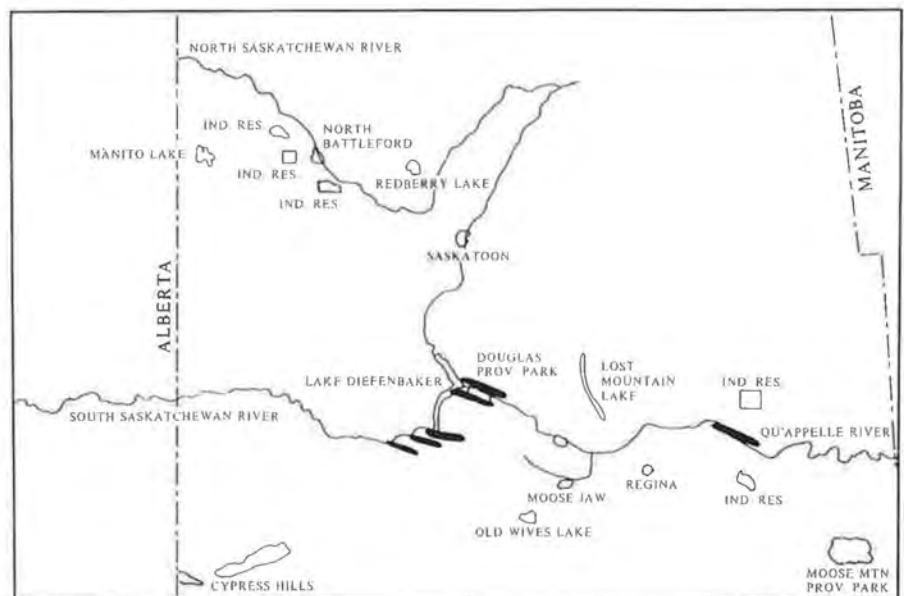 NORTH SASKATCHEWAN RIVER
MANITOBA
IND. RES.
NORTH
BATTLEFORD
MANITO LAKE
IND. RES.
REDBERRY LAKE
IND. RES.
SASKATOON
ALBERTA
DOUGLAS
PROV. PARK
LAKE DIEFENBAKER
LOST
MOUNTAIN
LAKE
IND. RES.
SOUTH SASKATCHEWAN RIVER
QU'APPELLE RIVER
MOOSE JAW
REGINA
IND. RES.
OLD WIVES LAKE
CYPRESS HILLS
MOOSE MTN.
PROV. PARK